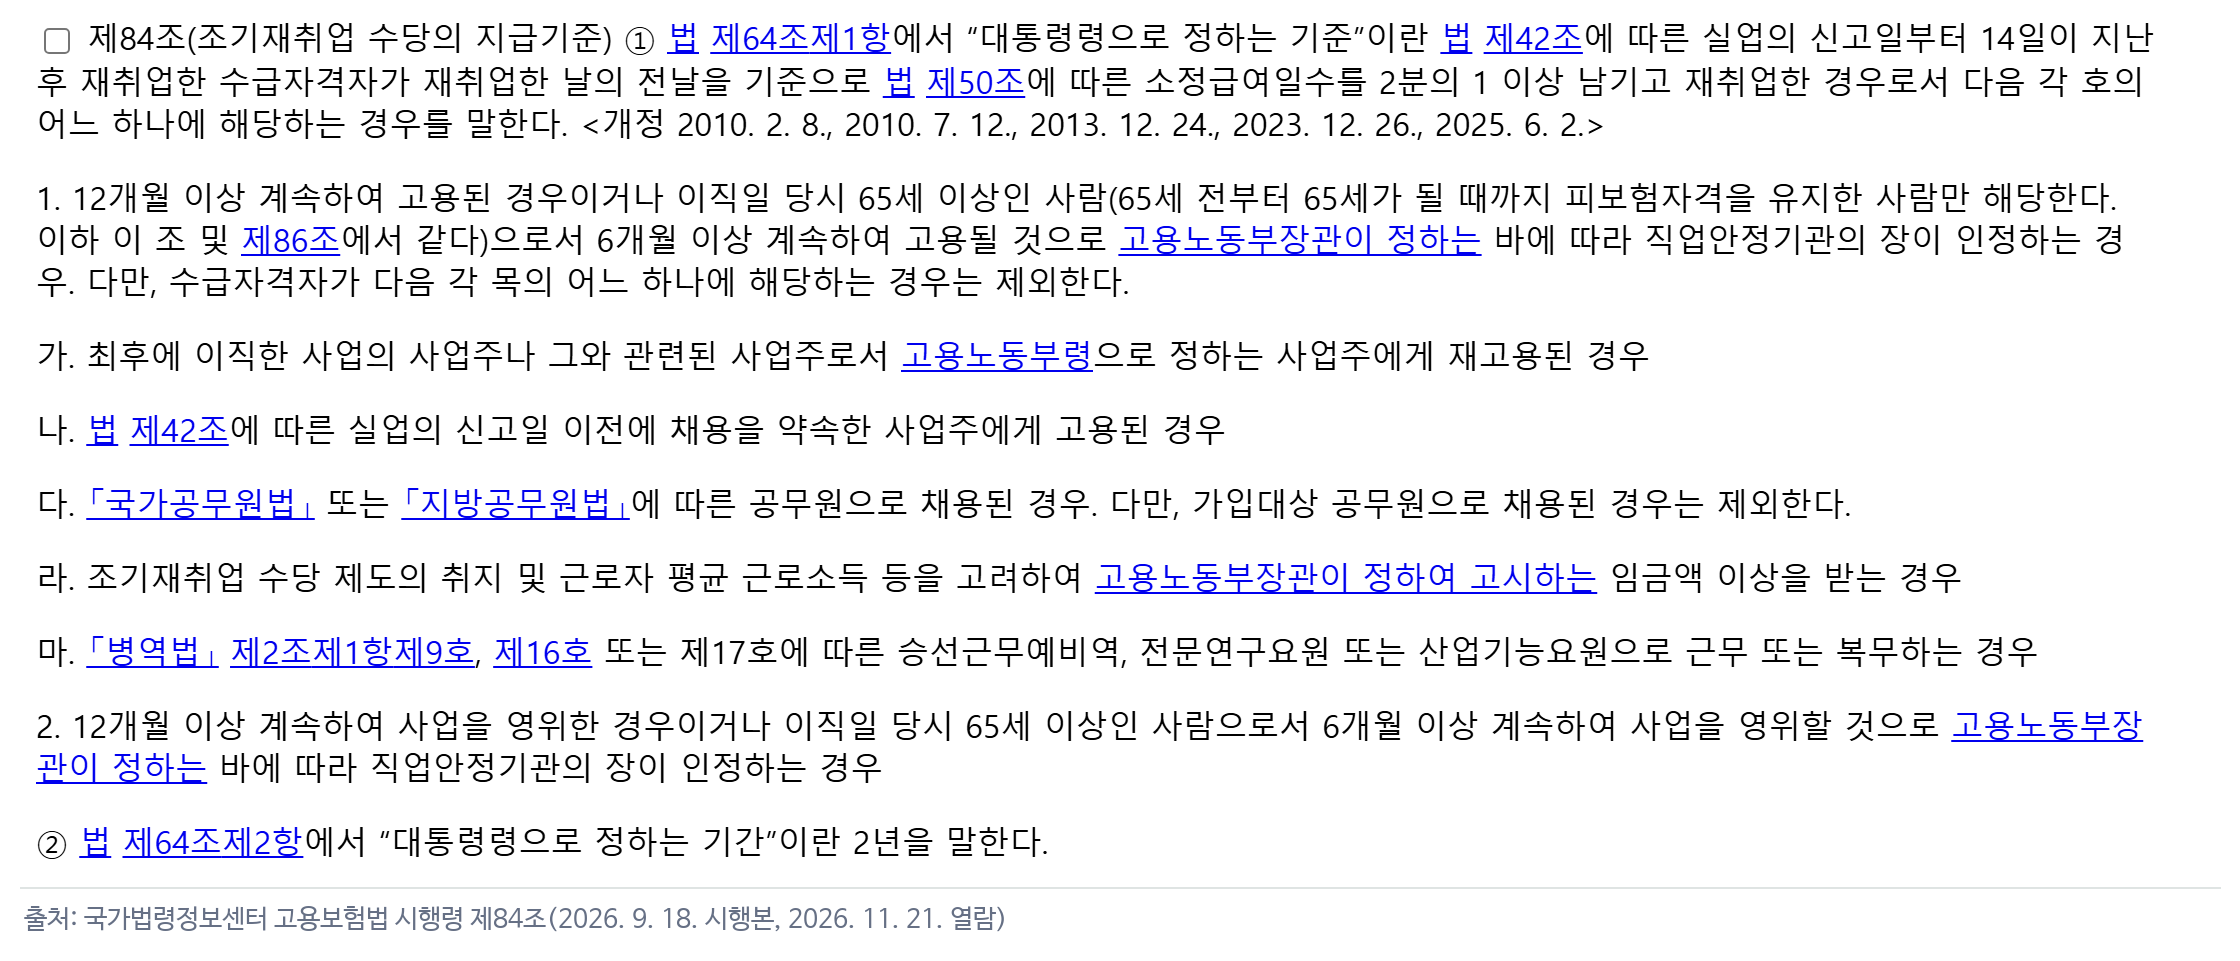 제84조(조기재취업 수당의 지급기준) ① 법 제64조제1항에서 “대통령령으로 정하는 기준”이란 법 제42조에 따른 실업의 신고일부터 14일이 지난
후 재취업한 수급자격자가 재취업한 날의 전날을 기준으로 법 제50조에 따른 소정급여일수를 2분의 1 이상 남기고 재취업한 경우로서 다음 각 호의
어느 하나에 해당하는 경우를 말한다. <개정 2010. 2. 8., 2010. 7. 12., 2013. 12. 24., 2023. 12. 26., 2025. 6. 2.>
1. 12개월 이상 계속하여 고용된 경우이거나 이직일 당시 65세 이상인 사람(65세 전부터 65세가 될 때까지 피보험자격을 유지한 사람만 해당한다.
이하 이 조 및 제86조에서 같다)으로서 6개월 이상 계속하여 고용될 것으로 고용노동부장관이 정하는 바에 따라 직업안정기관의 장이 인정하는 경
우. 다만, 수급자격자가 다음 각 목의 어느 하나에 해당하는 경우는 제외한다.
가. 최후에 이직한 사업의 사업주나 그와 관련된 사업주로서 고용노동부령으로 정하는 사업주에게 재고용된 경우
나. 법 제42조에 따른 실업의 신고일 이전에 채용을 약속한 사업주에게 고용된 경우
다. 「국가공무원법」 또는 「지방공무원법」에 따른 공무원으로 채용된 경우. 다만, 가입대상 공무원으로 채용된 경우는 제외한다.
라. 조기재취업 수당 제도의 취지 및 근로자 평균 근로소득 등을 고려하여 고용노동부장관이 정하여 고시하는 임금액 이상을 받는 경우
마. 「병역법」 제2조제1항제9호, 제16호 또는 제17호에 따른 승선근무예비역, 전문연구요원 또는 산업기능요원으로 근무 또는 복무하는 경우
2. 12개월 이상 계속하여 사업을 영위한 경우이거나 이직일 당시 65세 이상인 사람으로서 6개월 이상 계속하여 사업을 영위할 것으로 고용노동부장
관이 정하는 바에 따라 직업안정기관의 장이 인정하는 경우
② 법 제64조제2항에서 “대통령령으로 정하는 기간”이란 2년을 말한다.
출처: 국가법령정보센터 고용보험법 시행령 제84조(2026. 9. 18. 시행본, 2026. 11. 21. 열람)